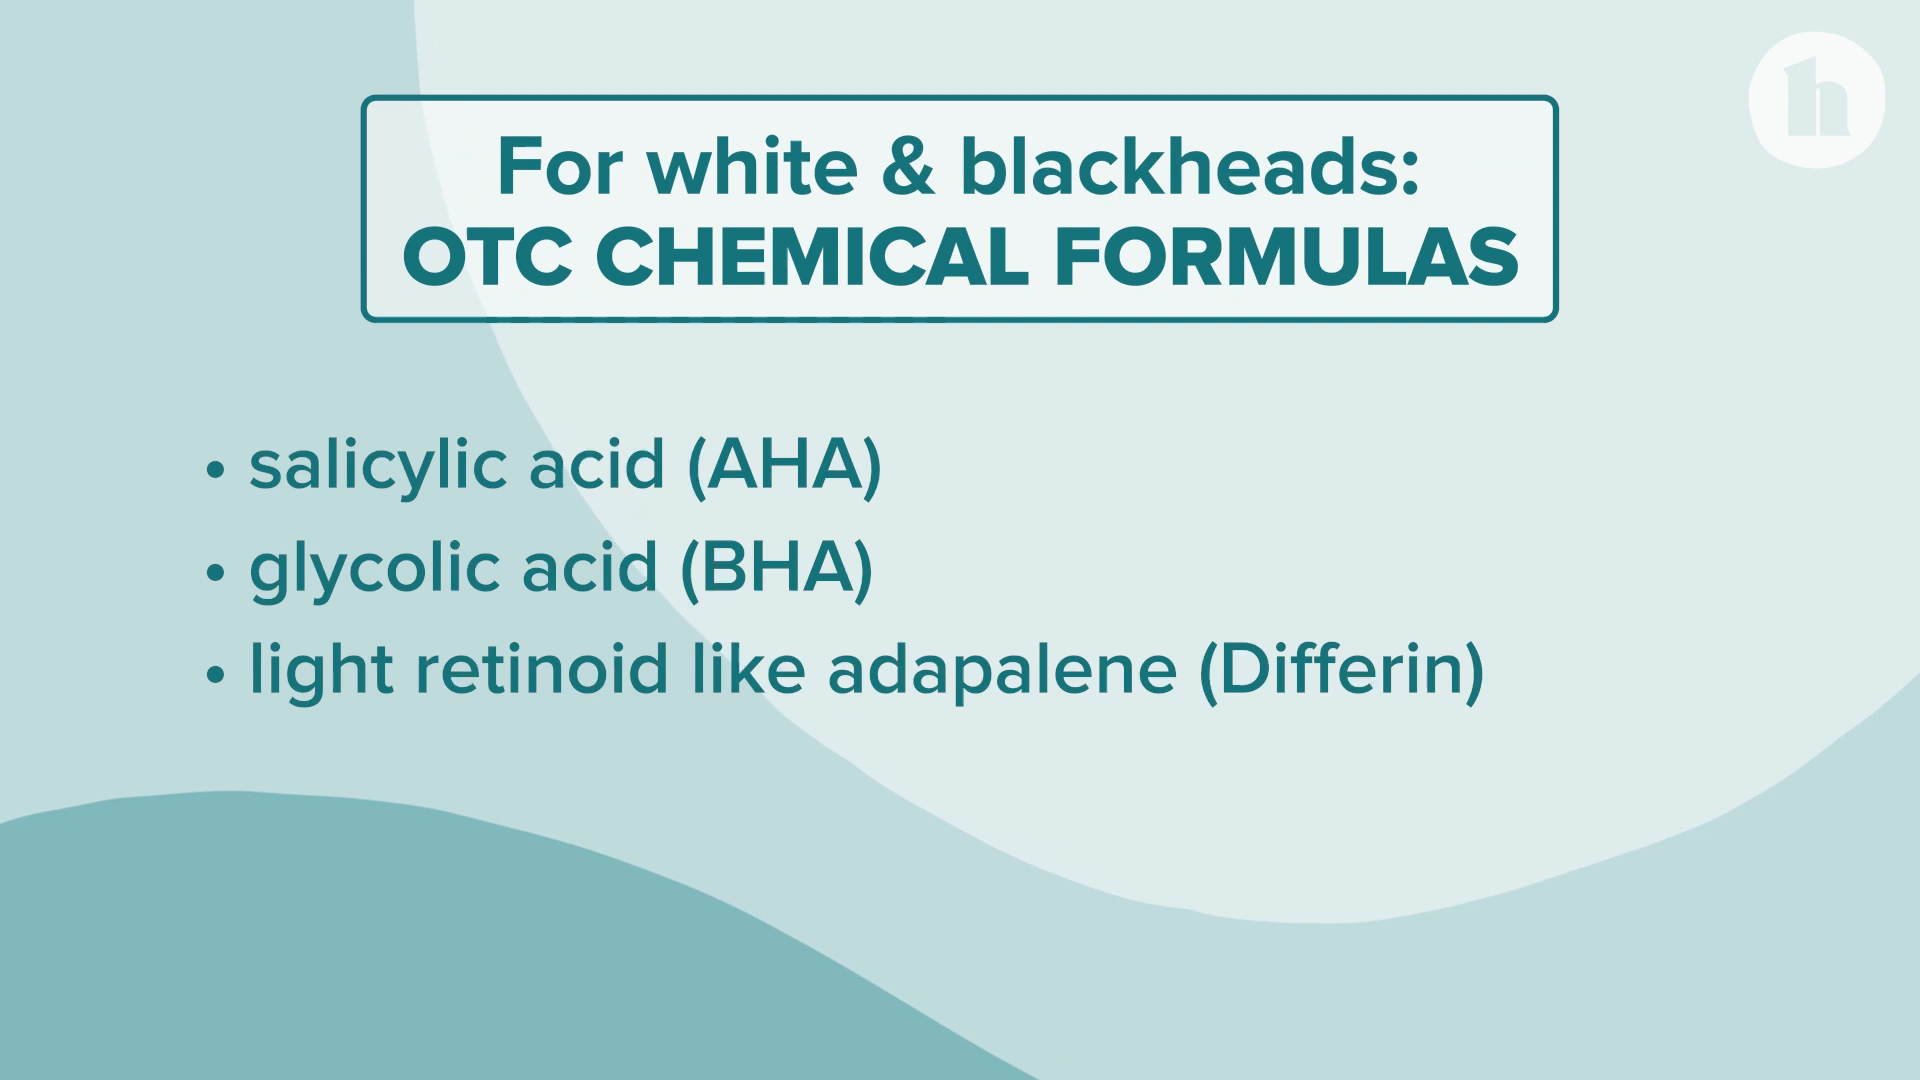 For white & blackheads:
OTC CHEMICAL FORMULAS
• salicylic acid (AHA)
• glycolic acid (BHA)
• light retinoid like adapalene (Differin)
h